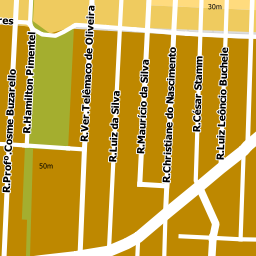 30m
res
R.Profº.Cosme Buzarello
R.Hamilton Pimentel
R.Ver.Telêmaco de Oliveira
R.Luiz da Silva
R.Maurício da Silva
R.Christiane do Nascimento
R.César Stamm
R.Luiz Leôncio Buchele
50m